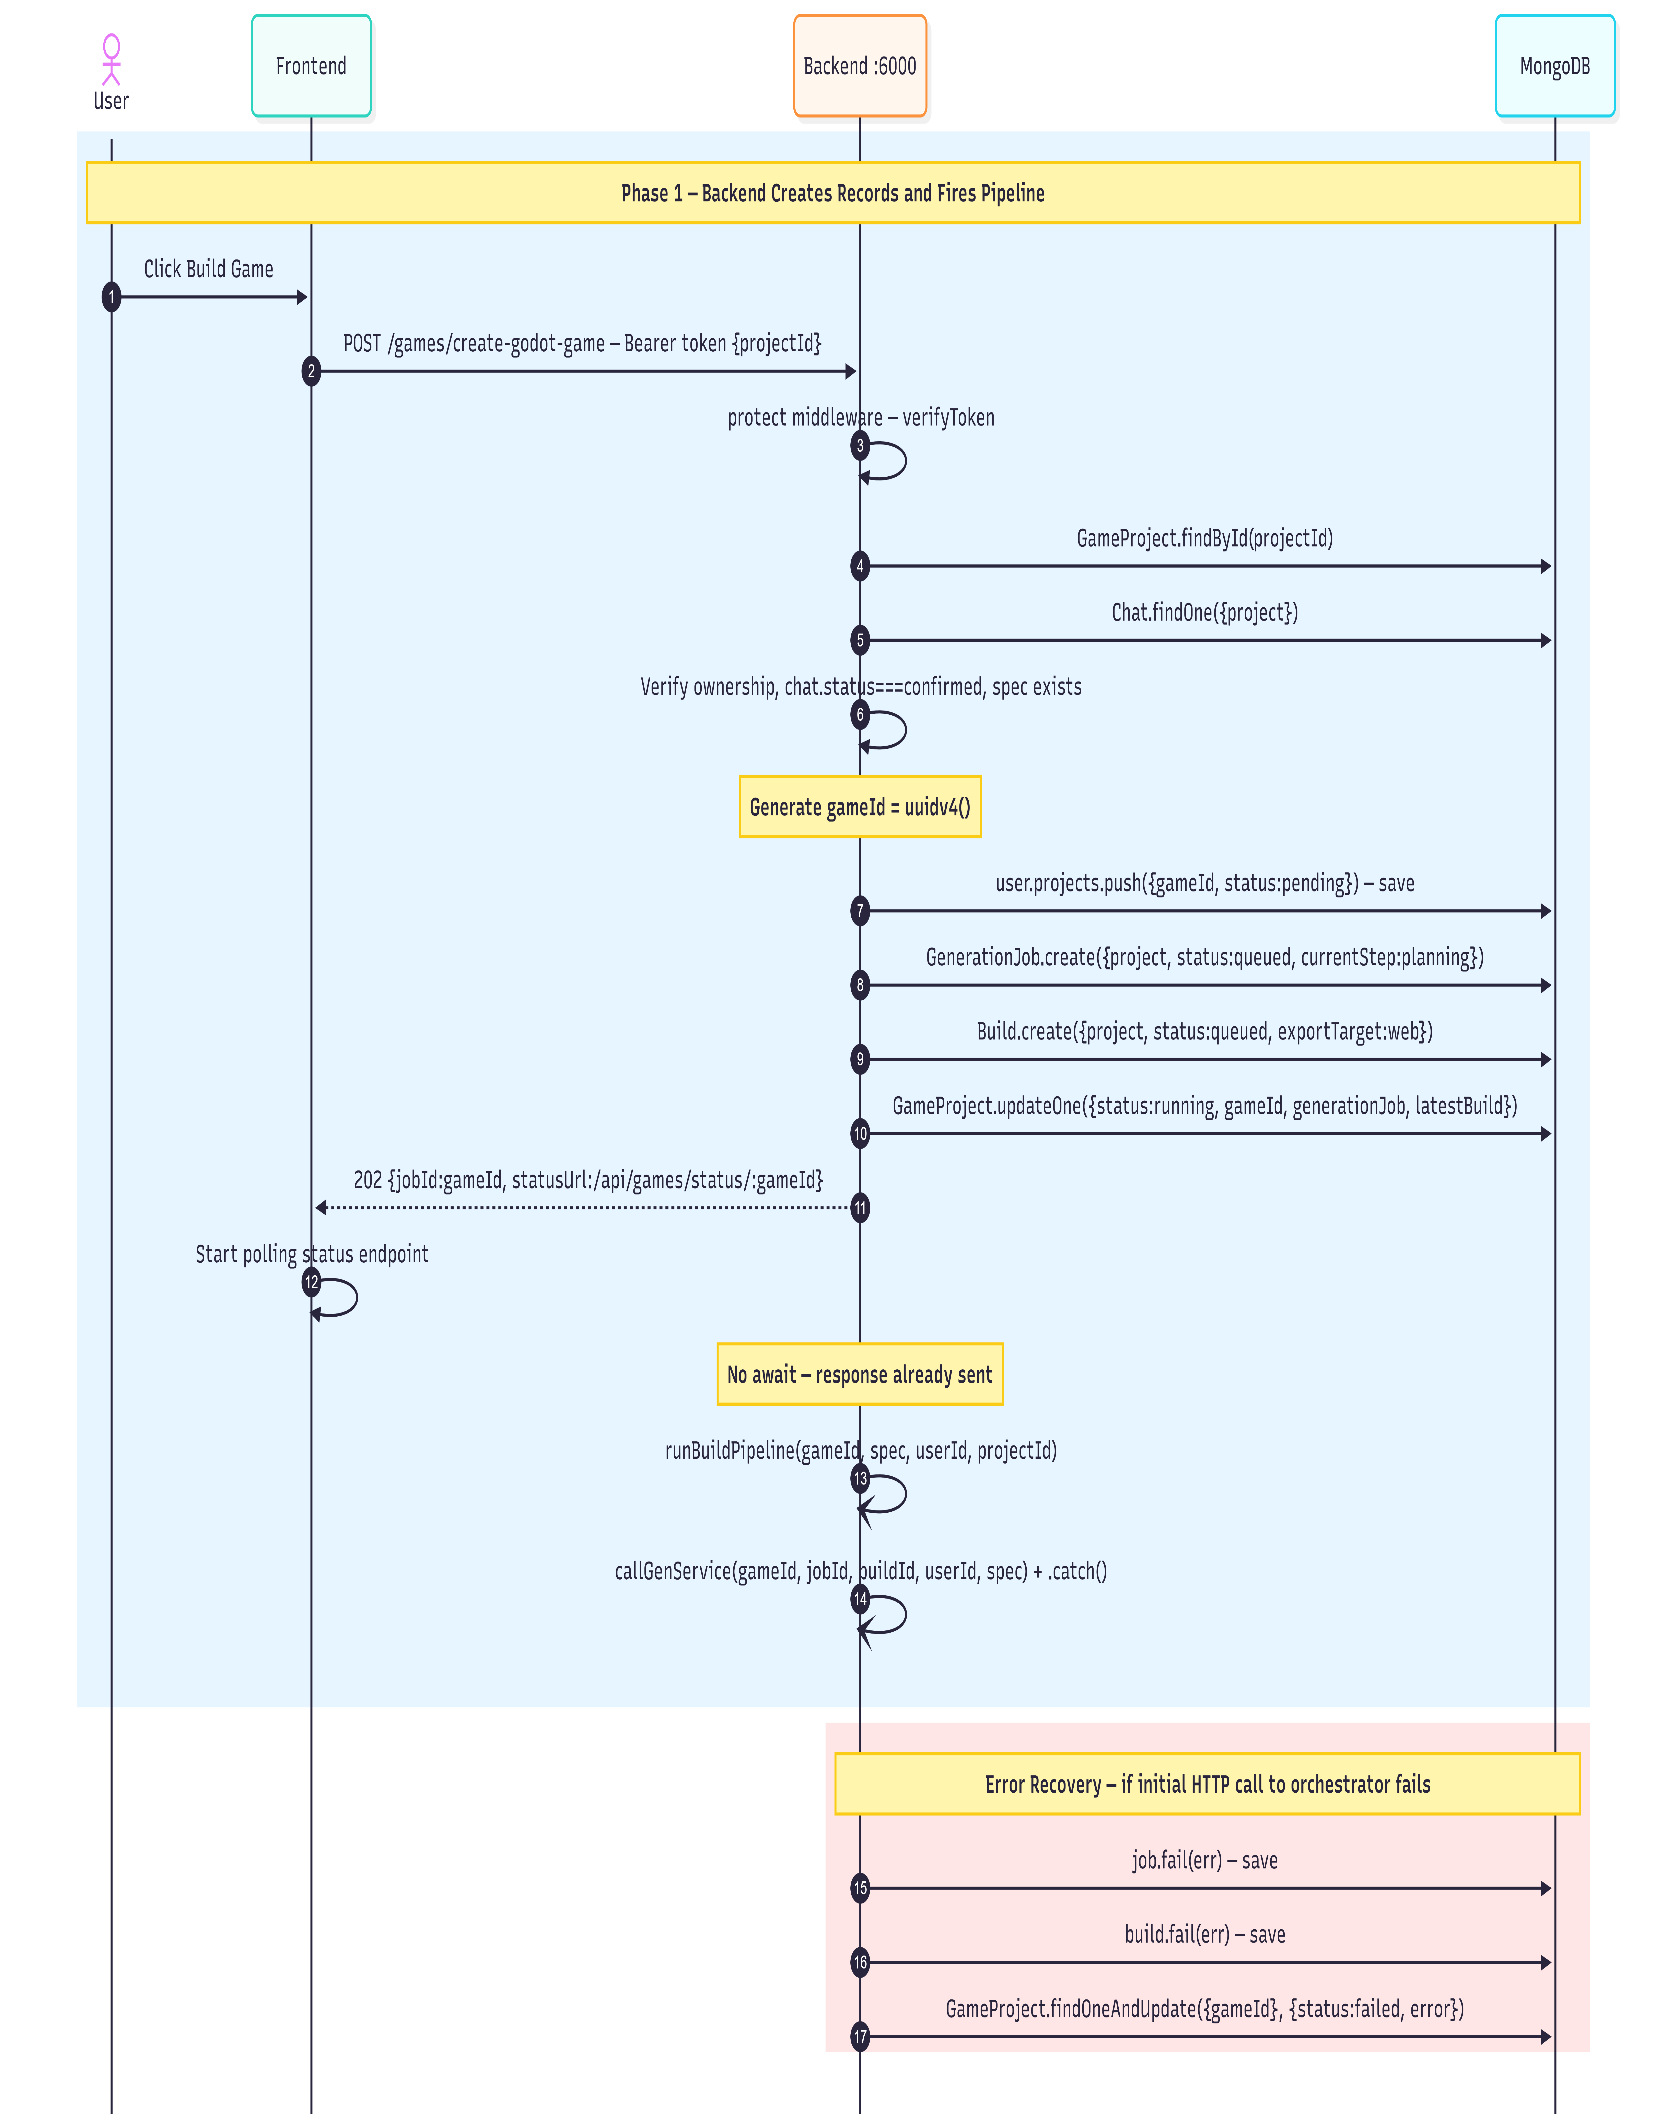 User
Frontend
Backend :6000
MongoDB
Phase 1 – Backend Creates Records and Fires Pipeline
Click Build Game
1
POST /games/create-godot-game – Bearer token {projectId}
2
protect middleware – verifyToken
3
GameProject.findById(projectId)
4
Chat.findOne({project})
5
Verify ownership, chat.status===confirmed, spec exists
6
Generate gameId = uuidv4()
user.projects.push({gameId, status:pending}) – save
7
GenerationJob.create({project, status:queued, currentStep:planning})
8
Build.create({project, status:queued, exportTarget:web})
9
GameProject.updateOne({status:running, gameId, generationJob, latestBuild})
10
202 {jobId:gameId, statusUrl:/api/games/status/:gameId}
11
Start polling status endpoint
12
No await – response already sent
runBuildPipeline(gameId, spec, userId, projectId)
13
callGenService(gameId, jobId, buildId, userId, spec) + .catch()
14
Error Recovery – if initial HTTP call to orchestrator fails
job.fail(err) – save
15
build.fail(err) – save
16
GameProject.findOneAndUpdate({gameId}, {status:failed, error})
17